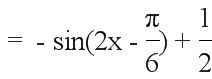 = - sin(2x - π/6) + 1/2